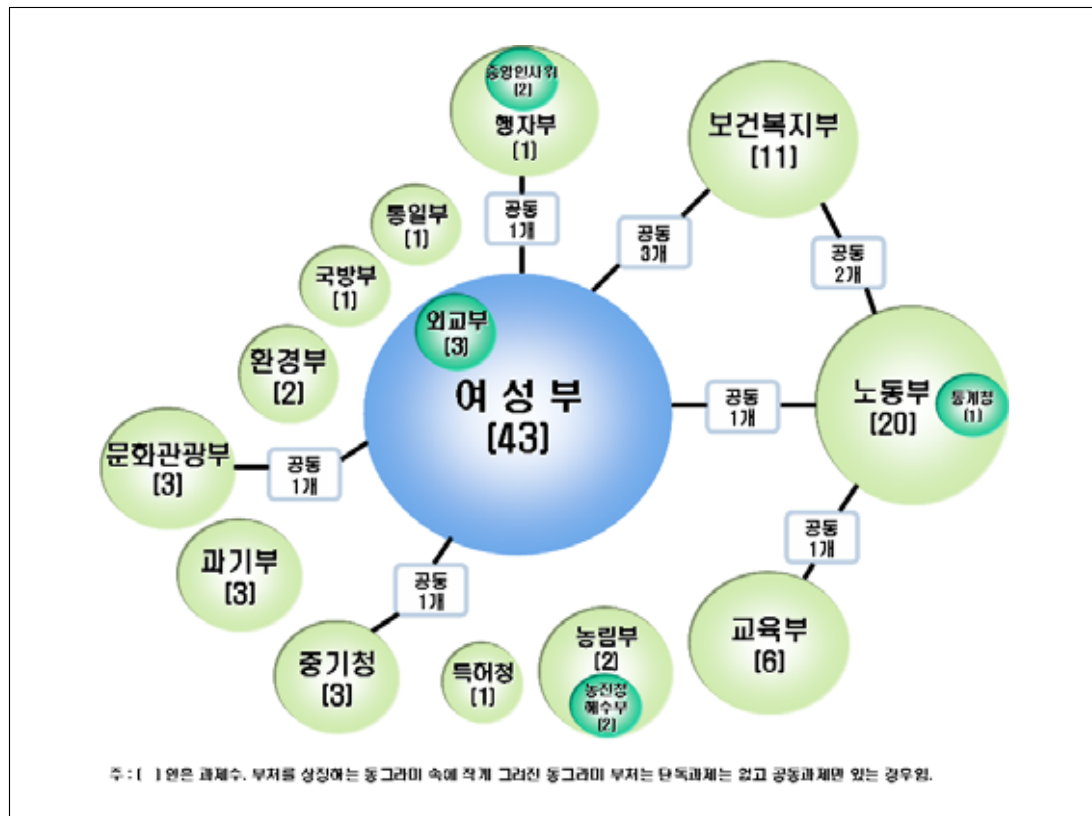 중앙인사위
(2)
행자부
(1)
보건복지부
(11)
통일부
(1)
공동
1개
공동
3개
공동
2개
국방부
(1)
외교부
(3)
환경부
(2)
여성부
(43)
공동
1개
노동부
(20)
통계청
(1)
문화관광부
(3)
공동
1개
공동
1개
과기부
(3)
공동
1개
중기청
(3)
특허청
(1)
농림부
(2)
농진청
해수부
(2)
교육부
(6)
주 : ( ) 안은 과제수. 부처를 상징하는 동그라미 속에 작게 그려진 동그라미 부처는 단독과제는 없고 공동과제만 있는 경우임.